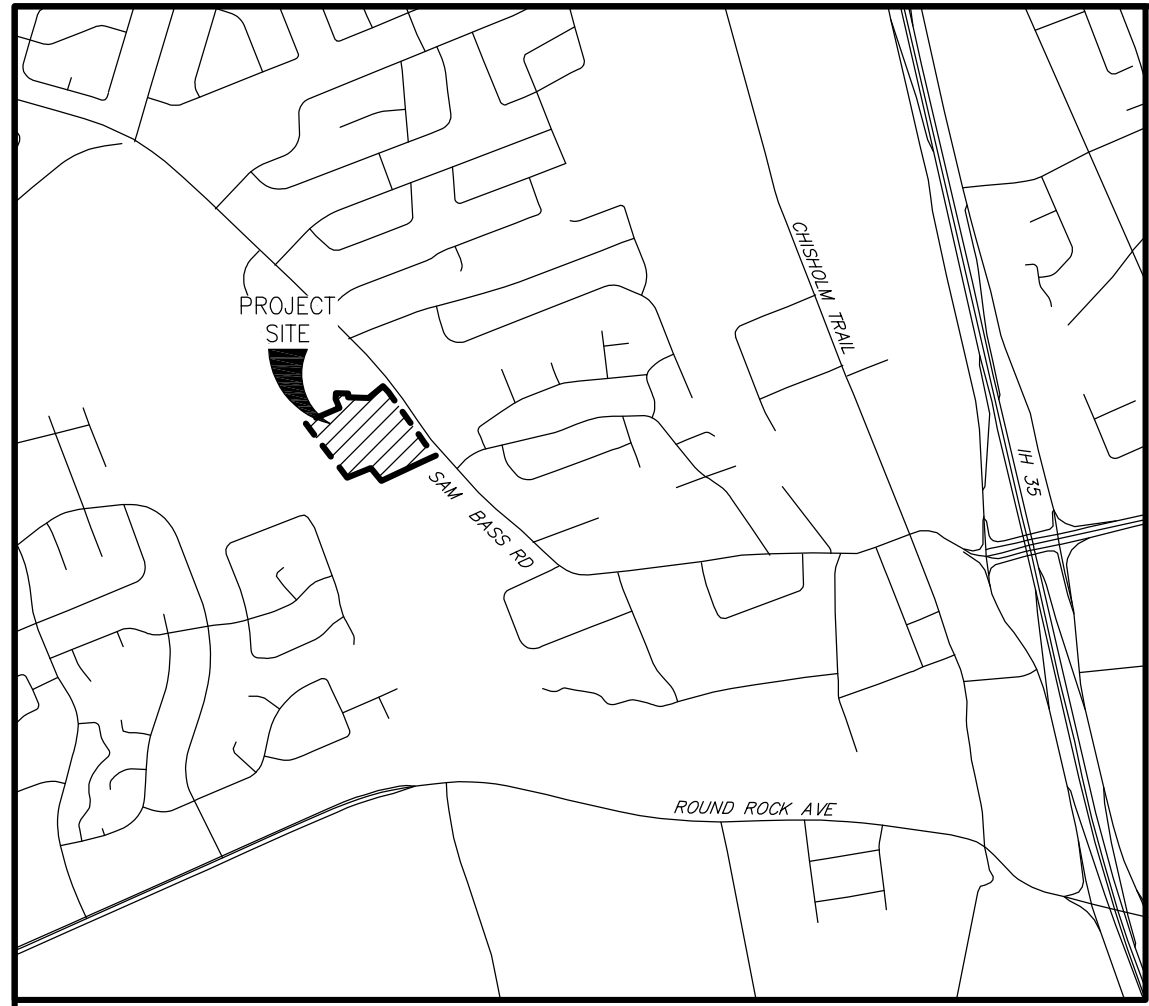 PROJECT
SITE
CHISHOLM TRAIL
IH 35
SAM BASS RD
ROUND ROCK AVE